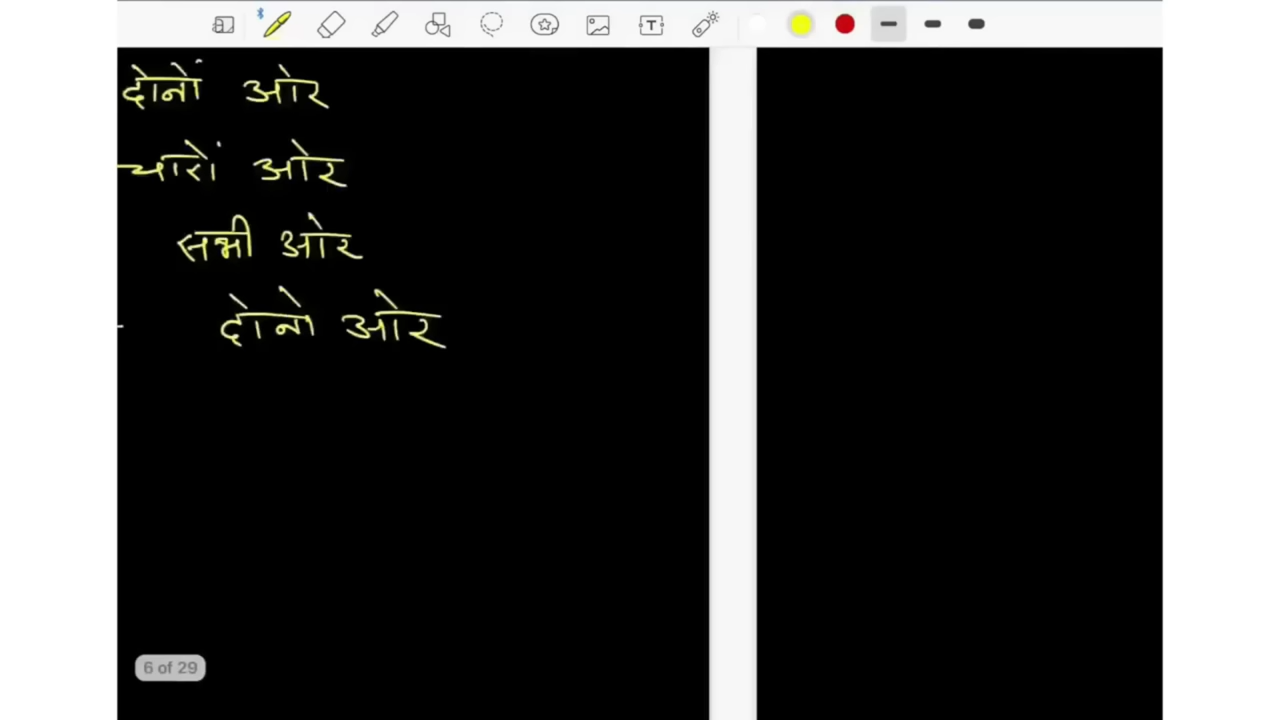 दोनों ओर
चारों ओर
सभी ओर
दोनो ओर
6 of 29